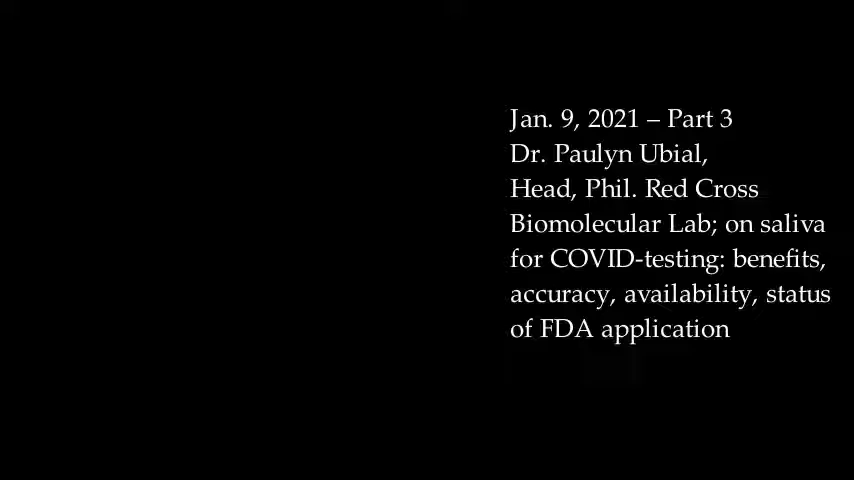 Jan. 9, 2021 – Part 3
Dr. Paulyn Ubial,
Head, Phil. Red Cross
Biomolecular Lab; on saliva
for COVID-testing: benefits,
accuracy, availability, status
of FDA application